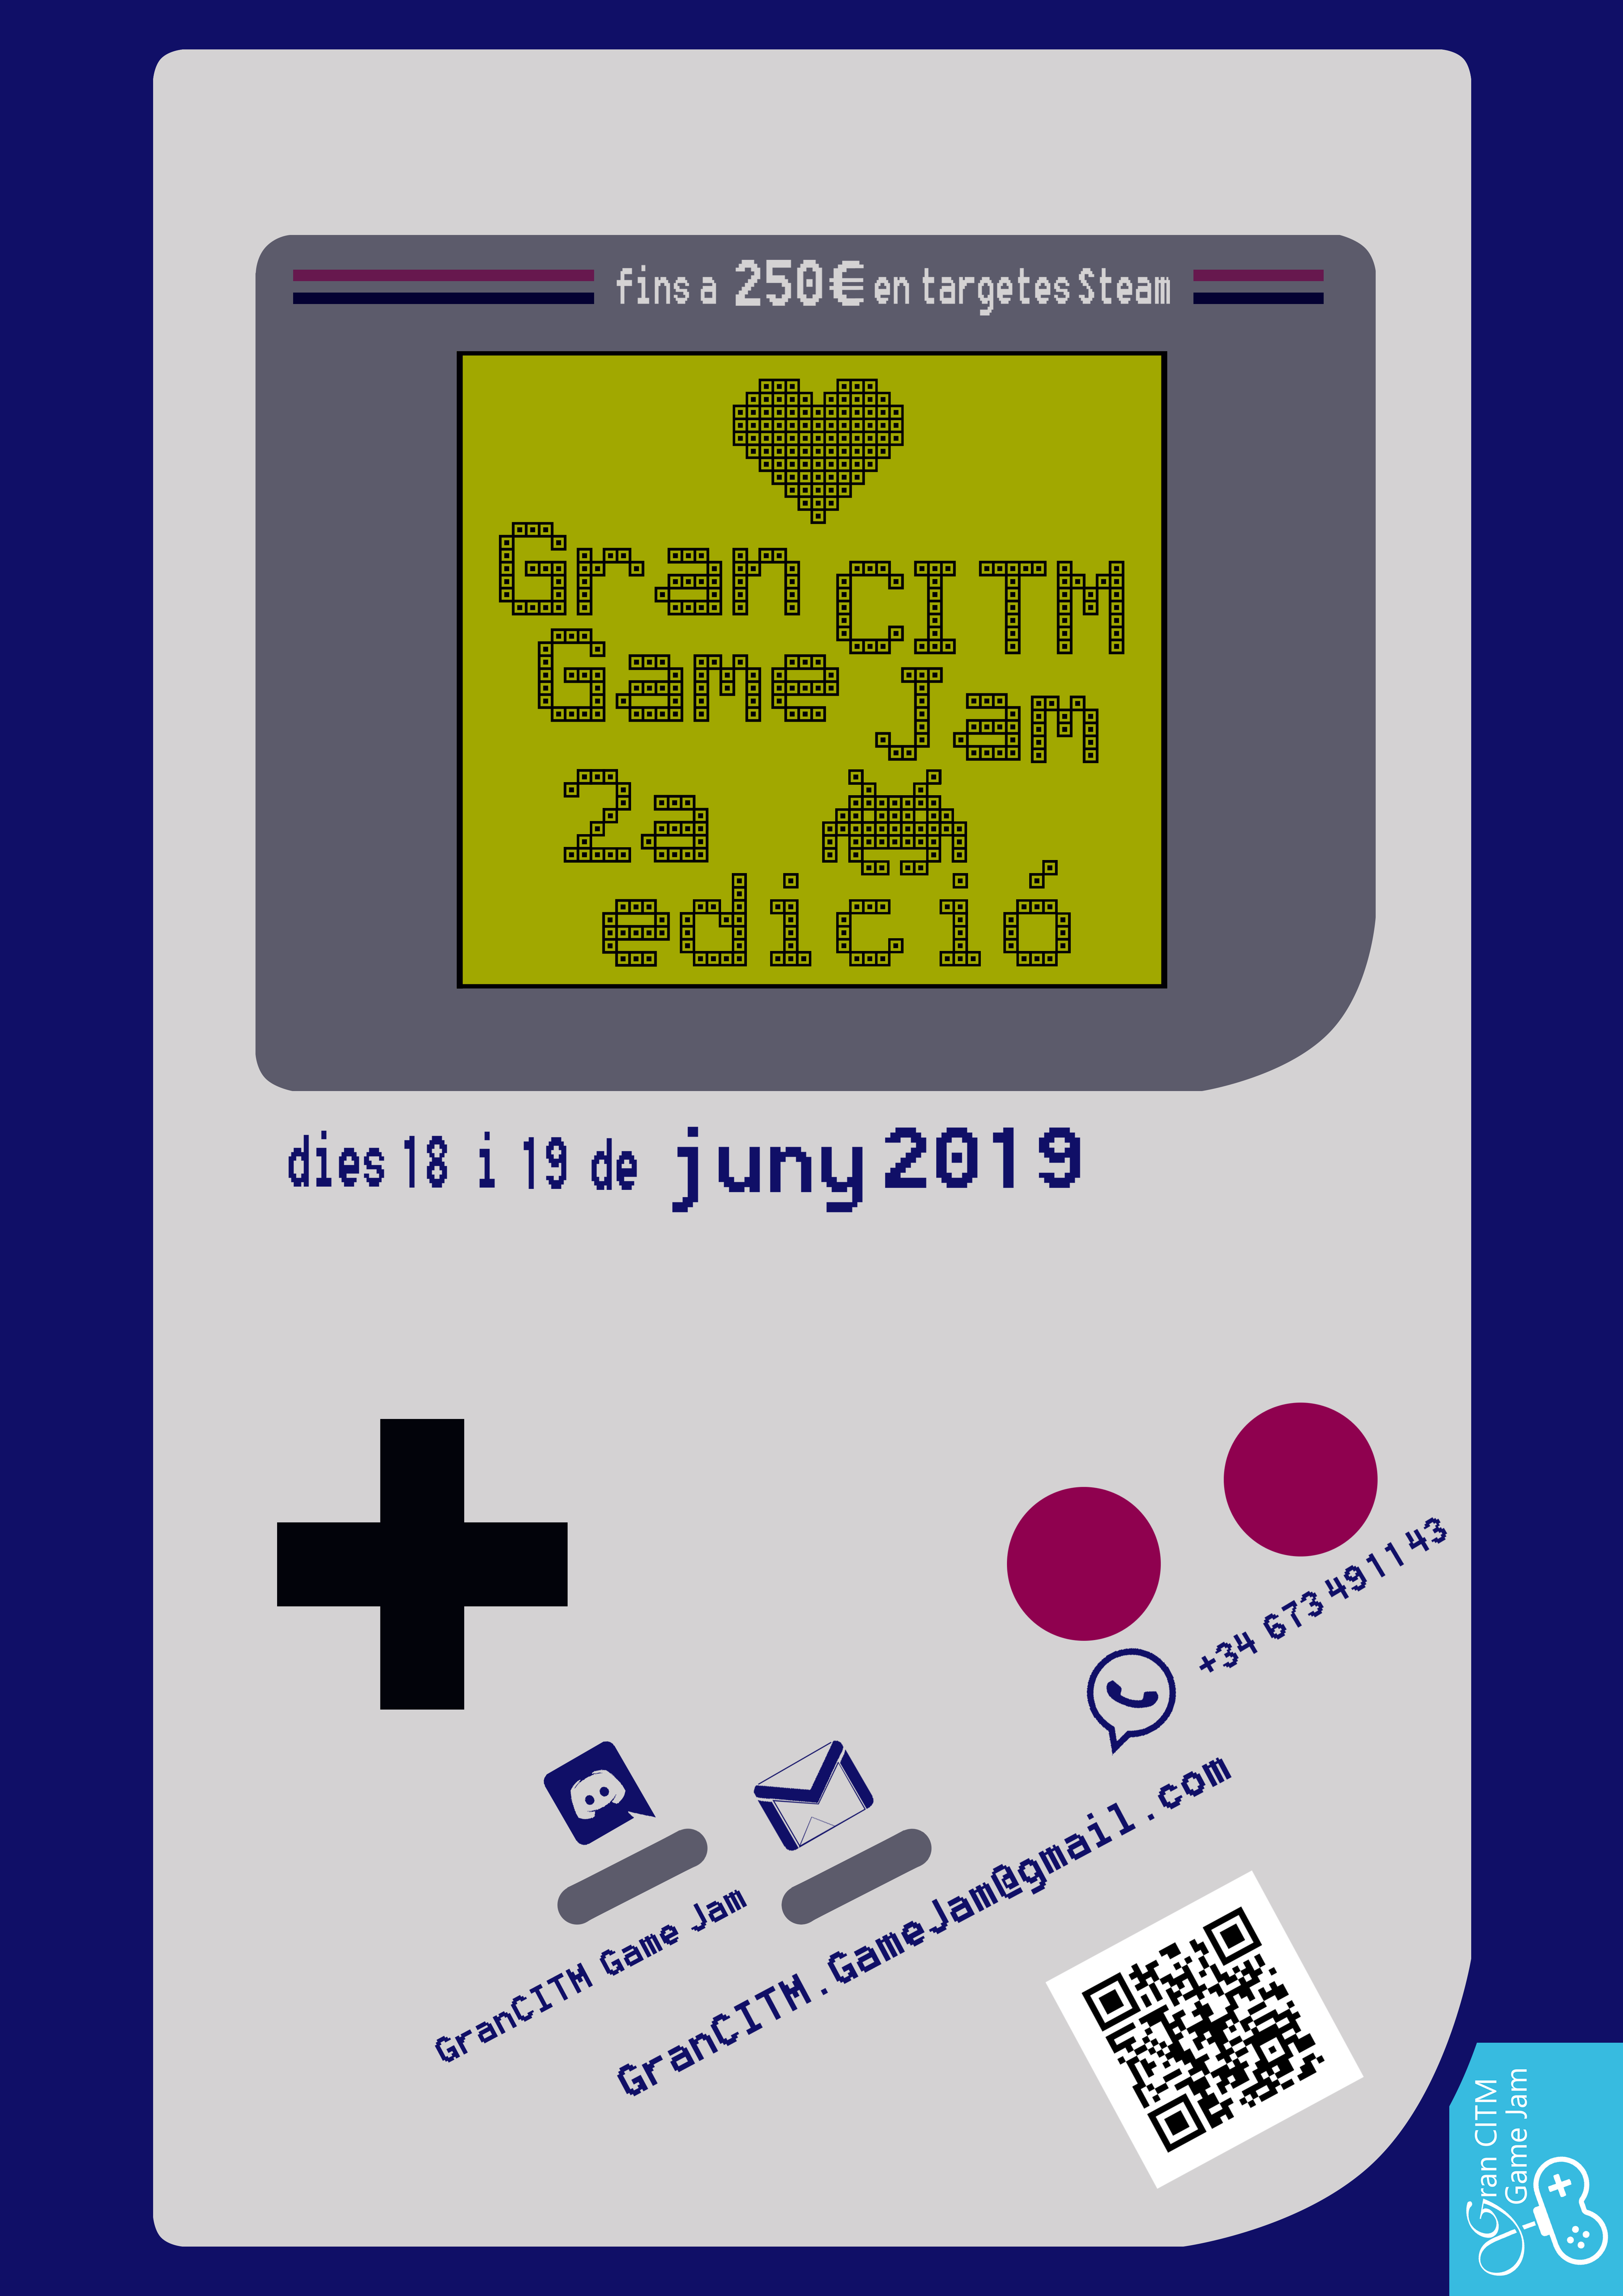 fins a 250€ en targetes Steam
Gran CITM
Game Jam
2a
edició
dies 18 i 19 de juny 2019
+34 673 491 143
GranCITM Game Jam
GranCITM.GameJam@gmail.com
Gran CITM
Game Jam